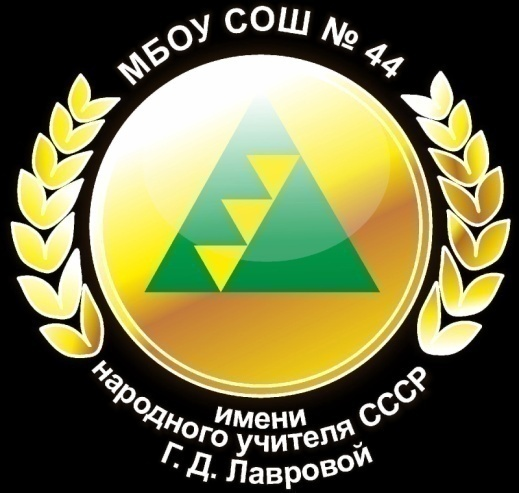 МБОУ СОШ № 44
имени
народного учителя СССР
Г. Д. Лавровой